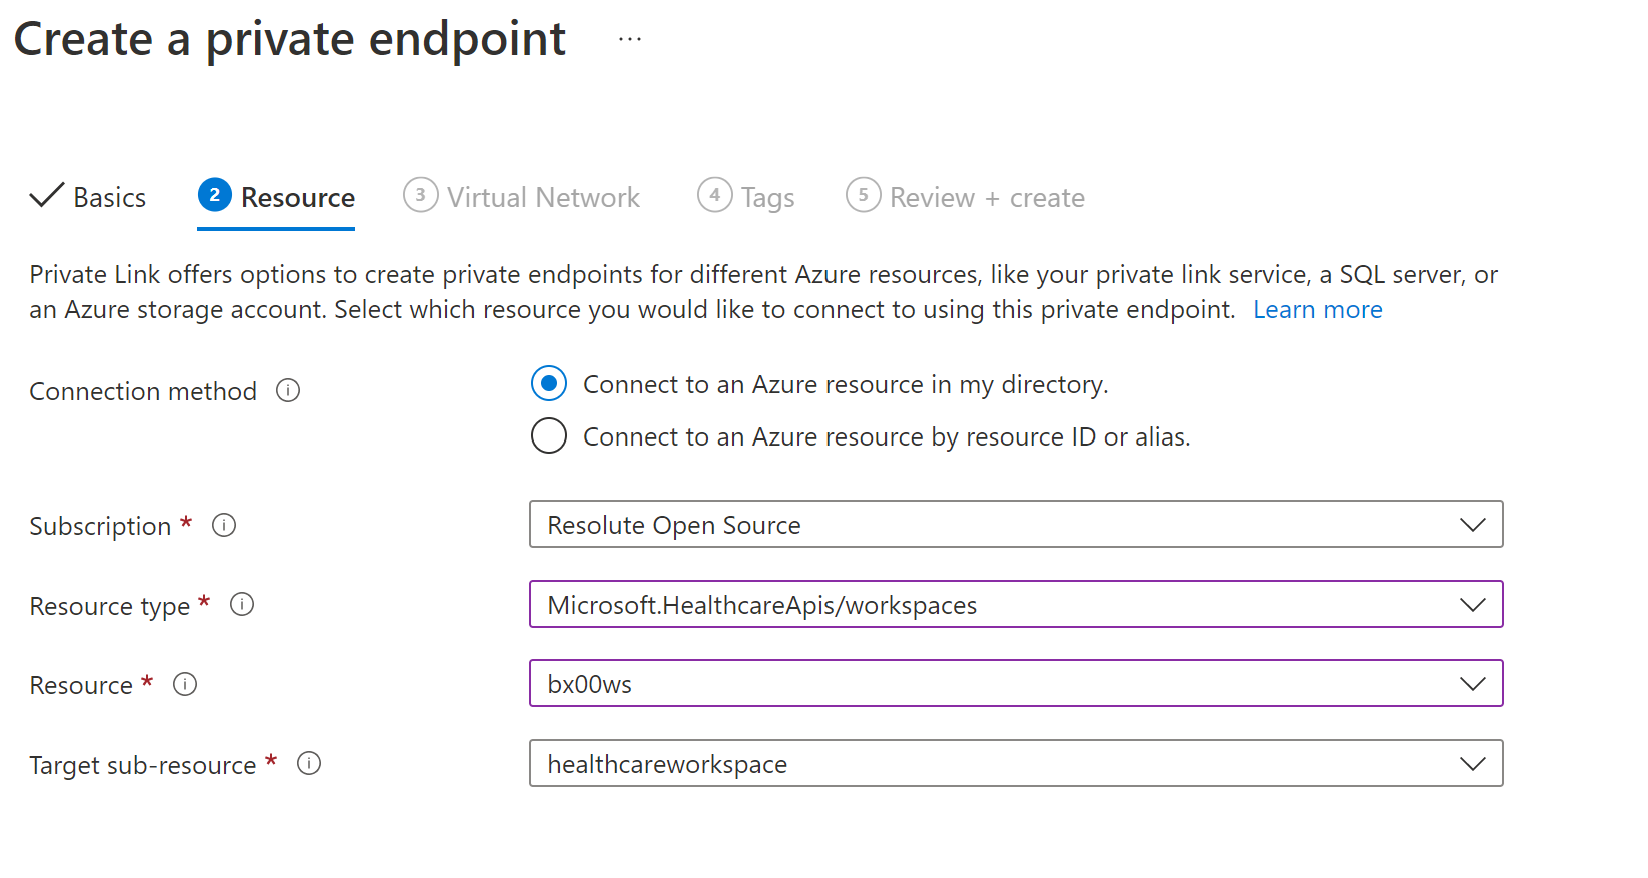 Create a private endpoint ...
Basics 2 Resource 3 Virtual Network 4 Tags 5 Review + create
Private Link offers options to create private endpoints for different Azure resources, like your private link service, a SQL server, or
an Azure storage account. Select which resource you would like to connect to using this private endpoint. Learn more
Connection method i Connect to an Azure resource in my directory.
Connect to an Azure resource by resource ID or alias.
Subscription * i Resolute Open Source
Resource type * i Microsoft.HealthcareApis/workspaces
Resource * i bx00ws
Target sub-resource * i healthcareworkspace